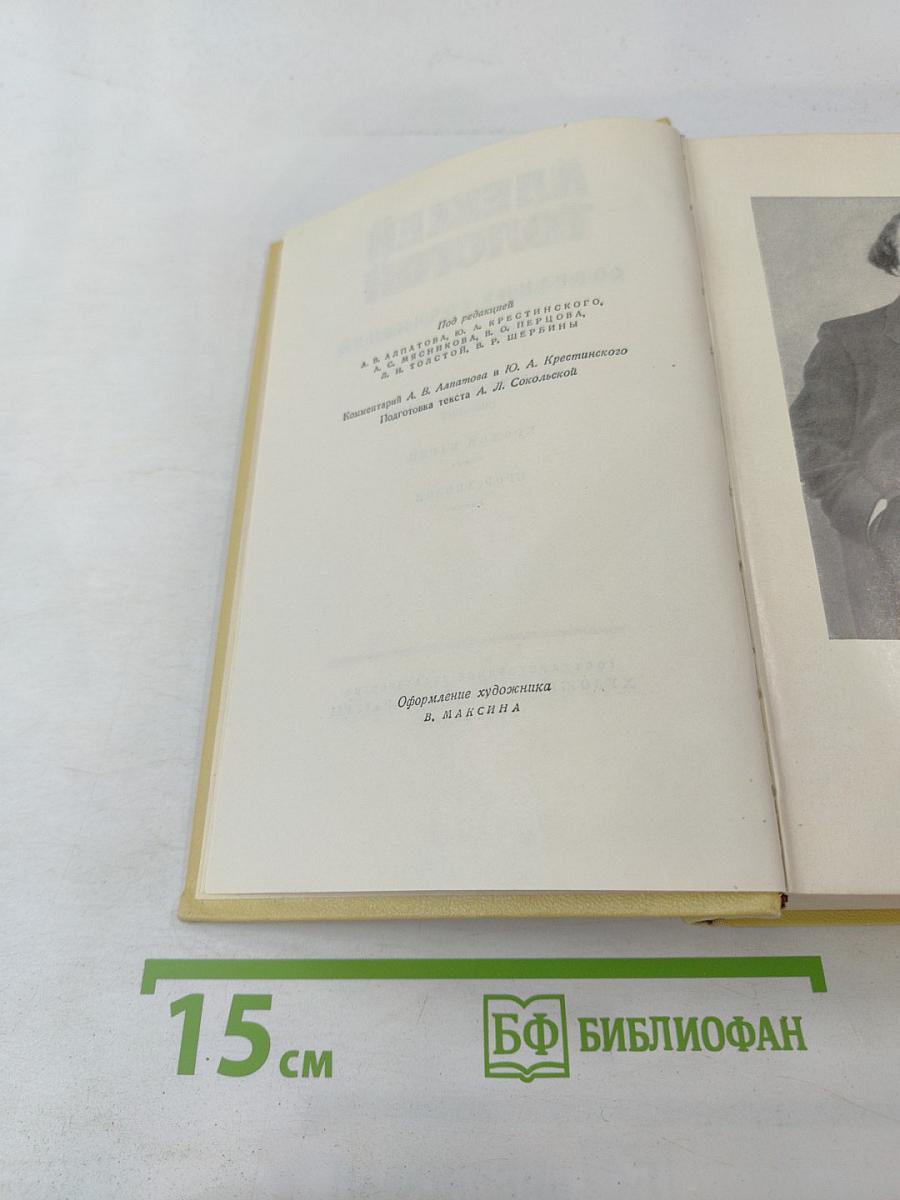 Под редакцией
А. В. АЛПАТОВА, Ю. А. КРЕСТИНСКОГО,
А. С. МЯСНИКОВА, В. О. ПЕРЦОВА,
Л. И. ТОЛСТОЙ, В. Р. ЩЕРБИНЫ
Комментарий А. В. Алпатова и Ю. А. Крестинского
Подготовка текста А. Л. Сокольской
Оформление художника
В. МАКСИНА
15 см
БФ БИБЛИОФАН